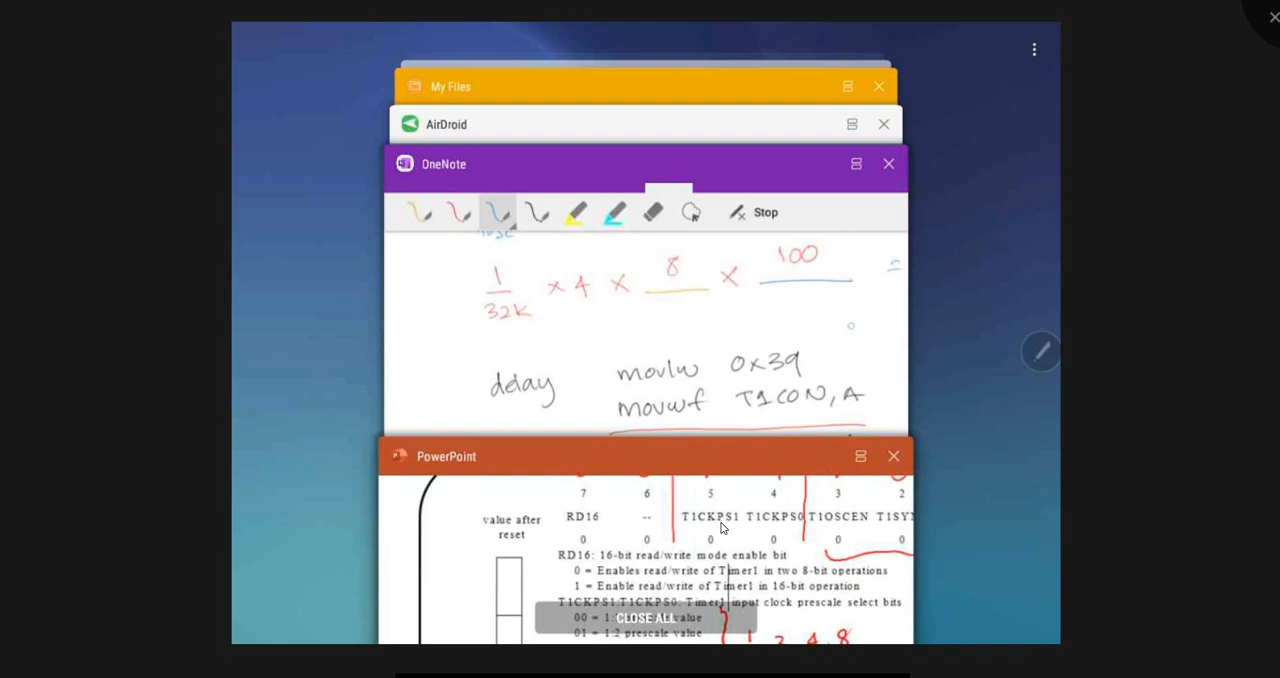 My Files
AirDroid
OneNote
Stop
1/32K × 4 × 8 × 100 =
delay movlw 0x39
movwf T1CON, A
PowerPoint
7 6 5 4 3 2
value after reset
RD16 -- T1CKPS1 T1CKPS0 T1OSCEN T1SY
0 0 0 0 0 0
RD16: 16-bit read/write mode enable bit
0 = Enables read/write of Timer1 in two 8-bit operations
1 = Enable read/write of Timer1 in 16-bit operation
T1CKPS1:T1CKPS0: Timer1 input clock prescale select bits
00 = 1: value
CLOSE ALL
01 = 1:2 prescale value
1 2 4 8